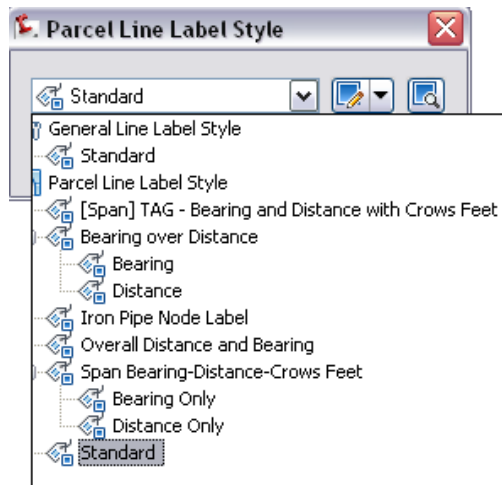 Parcel Line Label Style
Standard
General Line Label Style
Standard
Parcel Line Label Style
[Span] TAG - Bearing and Distance with Crows Feet
Bearing over Distance
Bearing
Distance
Iron Pipe Node Label
Overall Distance and Bearing
Span Bearing-Distance-Crows Feet
Bearing Only
Distance Only
Standard